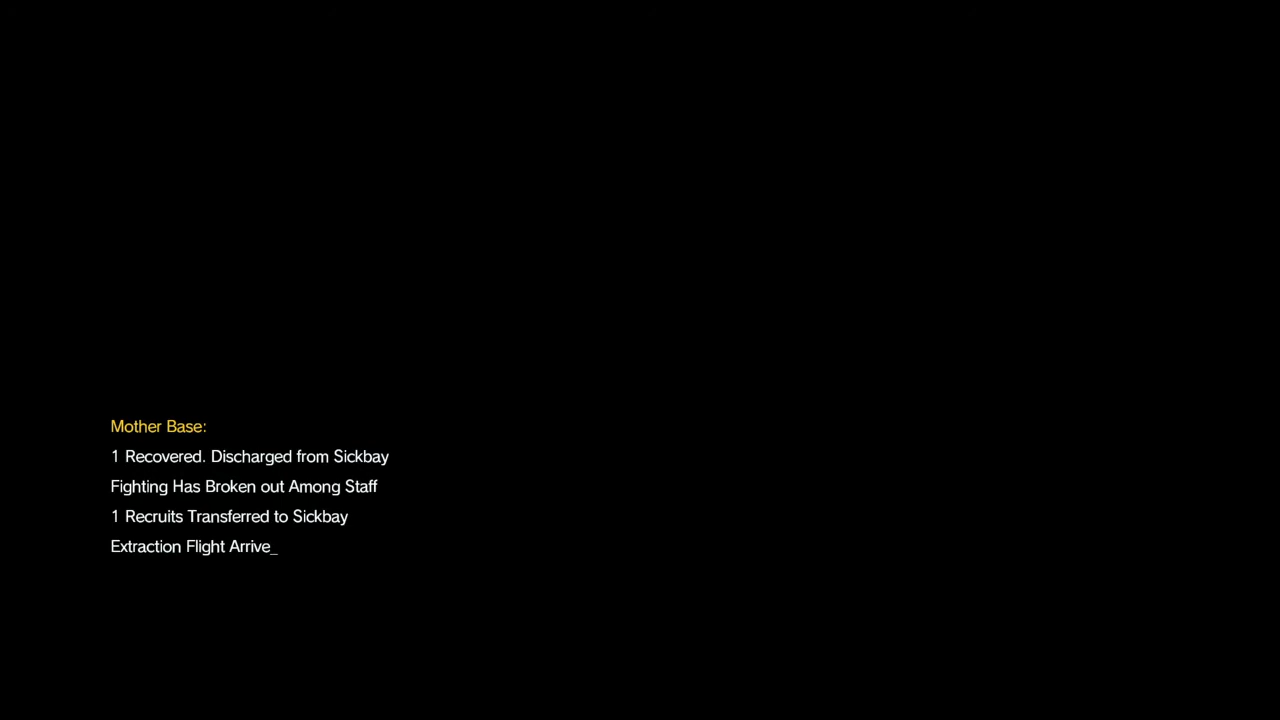 Mother Base:
1 Recovered. Discharged from Sickbay
Fighting Has Broken out Among Staff
1 Recruits Transferred to Sickbay
Extraction Flight Arrive_